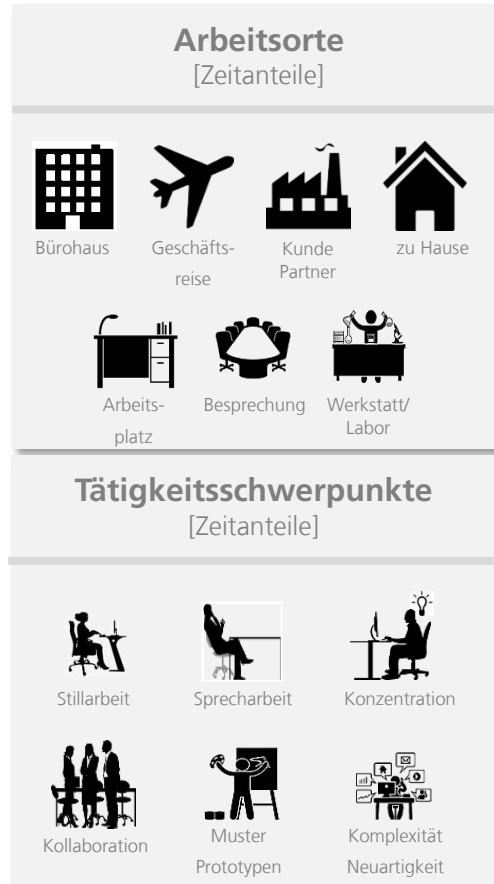 Arbeitsorte
[Zeitanteile]
Bürohaus
Geschäfts-
reise
Kunde
Partner
zu Hause
Arbeits-
platz
Besprechung
Werkstatt/
Labor
Tätigkeitsschwerpunkte
[Zeitanteile]
Stillarbeit
Sprecharbeit
Konzentration
Kollaboration
Muster
Prototypen
Komplexität
Neuartigkeit